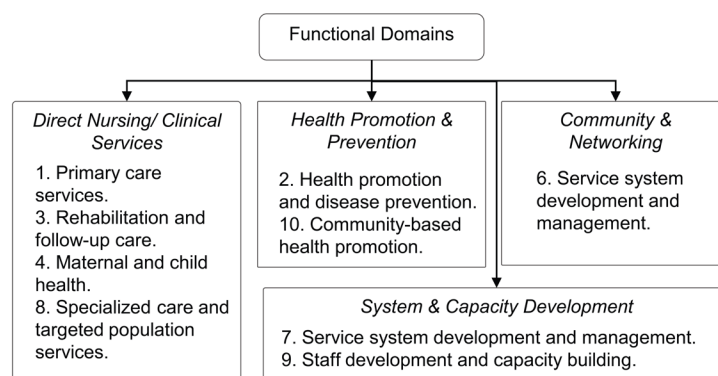 Functional Domains
Direct Nursing/ Clinical
Services
1. Primary care
services.
3. Rehabilitation and
follow-up care.
4. Maternal and child
health.
8. Specialized care and
targeted population
services.
Health Promotion &
Prevention
2. Health promotion
and disease prevention.
10. Community-based
health promotion.
Community &
Networking
6. Service system
development and
management.
System & Capacity Development
7. Service system development and management.
9. Staff development and capacity building.